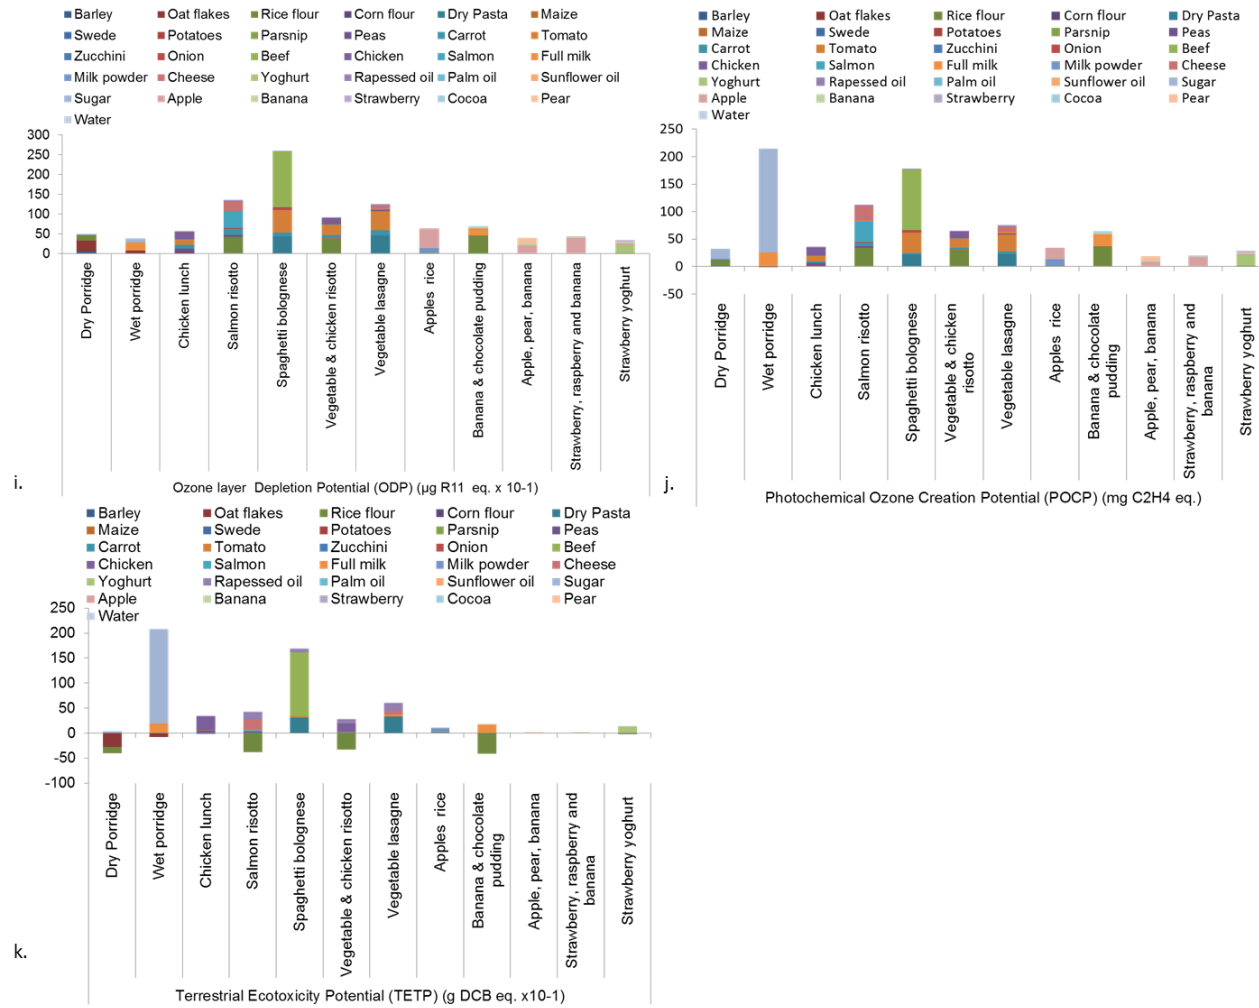 Barley Oat flakes Rice flour Corn flour Dry Pasta Maize
Swede Potatoes Parsnip Peas Carrot Tomato
Zucchini Onion Beef Chicken Salmon Full milk
Milk powder Cheese Yoghurt Rapessed oil Palm oil Sunflower oil
Sugar Apple Banana Strawberry Cocoa Pear
Water
300
250
200
150
100
50
0
Dry Porridge
Wet porridge
Chicken lunch
Salmon risotto
Spaghetti bolognese
Vegetable & chicken risotto
Vegetable lasagne
Apples rice
Banana & chocolate pudding
Apple, pear, banana
Strawberry, raspberry and banana
Strawberry yoghurt
i.
Ozone layer Depletion Potential (ODP) (µg R11 eq. x 10-1)
Barley Oat flakes Rice flour Corn flour Dry Pasta
Maize Swede Potatoes Parsnip Peas
Carrot Tomato Zucchini Onion Beef
Chicken Salmon Full milk Milk powder Cheese
Yoghurt Rapessed oil Palm oil Sunflower oil Sugar
Apple Banana Strawberry Cocoa Pear
Water
250
200
150
100
50
0
-50
Dry Porridge
Wet porridge
Chicken lunch
Salmon risotto
Spaghetti bolognese
Vegetable & chicken
risotto
Vegetable lasagne
Apples rice
Banana & chocolate
pudding
Apple, pear, banana
Strawberry, raspberry and
banana
Strawberry yoghurt
j.
Photochemical Ozone Creation Potential (POCP) (mg C2H4 eq.)
Barley Oat flakes Rice flour Corn flour Dry Pasta
Maize Swede Potatoes Parsnip Peas
Carrot Tomato Zucchini Onion Beef
Chicken Salmon Full milk Milk powder Cheese
Yoghurt Rapessed oil Palm oil Sunflower oil Sugar
Apple Banana Strawberry Cocoa Pear
Water
250
200
150
100
50
0
-50
-100
Dry Porridge
Wet porridge
Chicken lunch
Salmon risotto
Spaghetti bolognese
Vegetable & chicken risotto
Vegetable lasagne
Apples rice
Banana & chocolate
pudding
Apple, pear, banana
Strawberry, raspberry and
banana
Strawberry yoghurt
k.
Terrestrial Ecotoxicity Potential (TETP) (g DCB eq. x10-1)